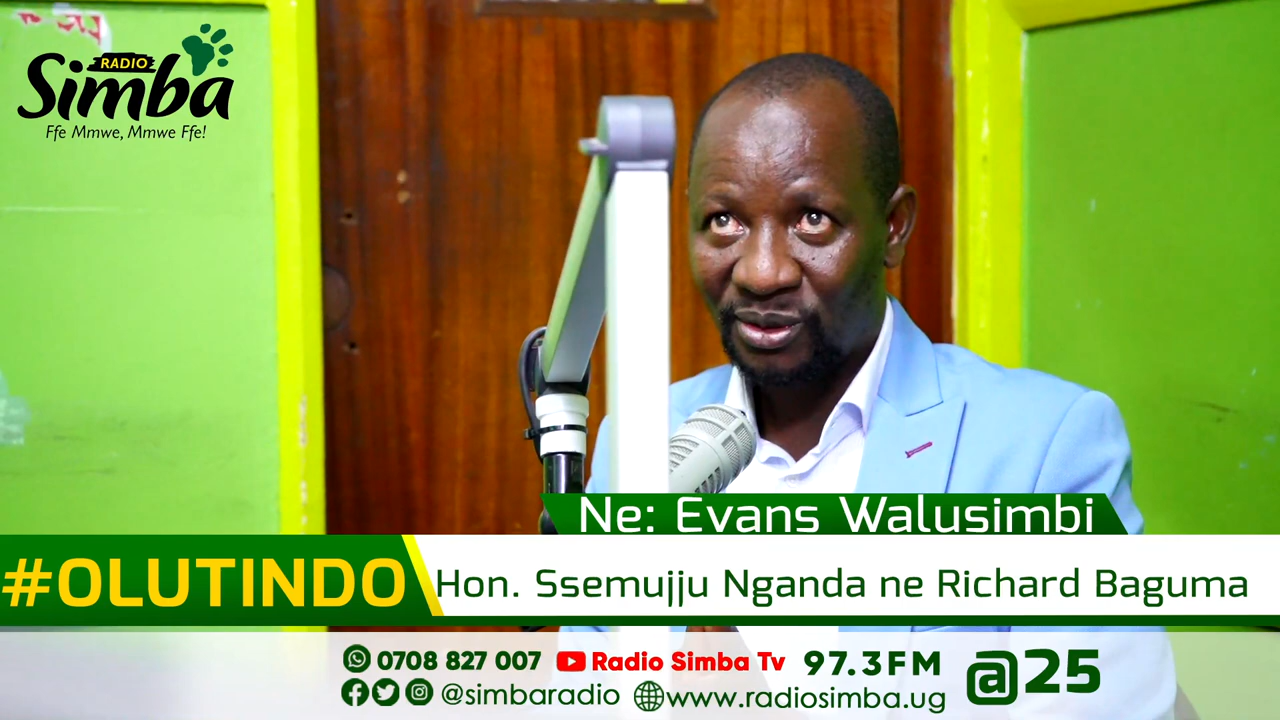 RADIO
Simba
Ffe Mmwe, Mmwe Ffe!
Ne: Evans Walusimbi
#OLUTINDO
Hon. Ssemujju Nganda ne Richard Baguma
0708 827 007 Radio Simba Tv 97.3FM @25
@simbaradio www.radiosimba.ug